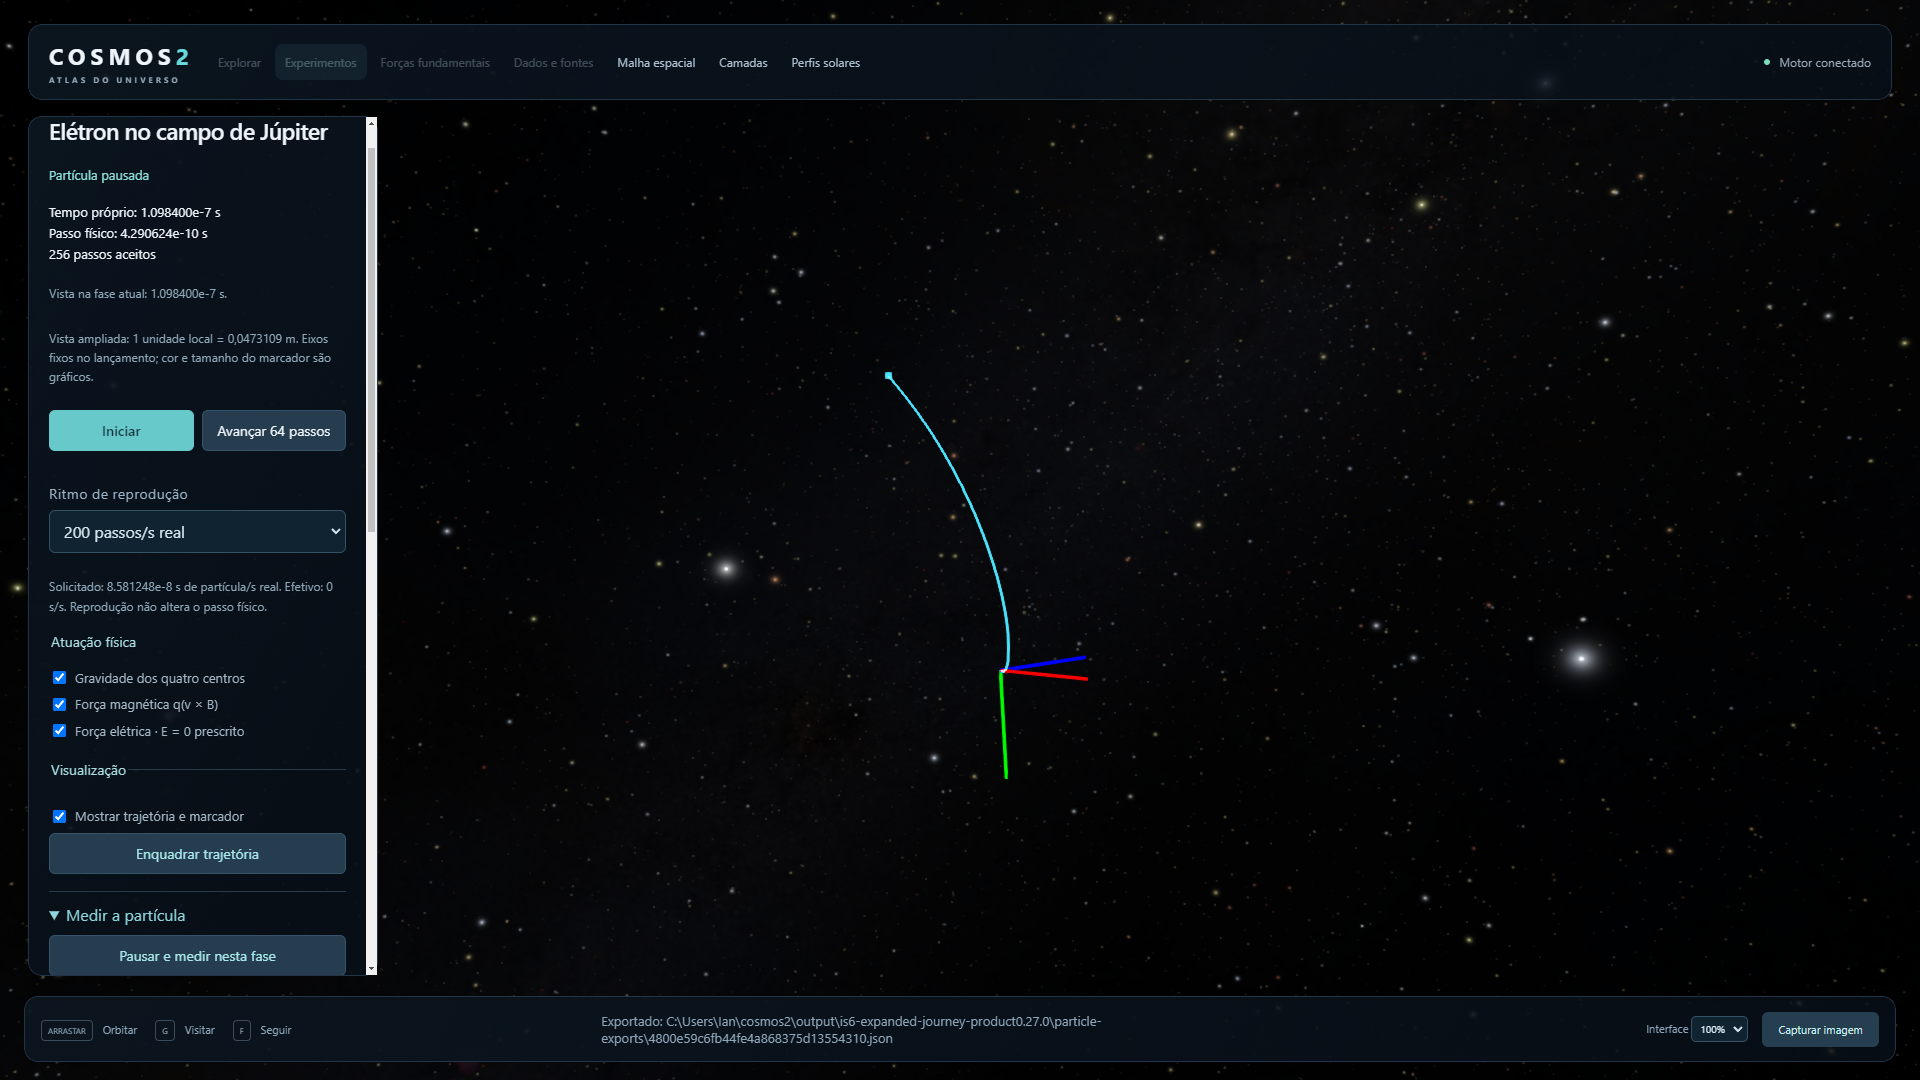 COSMOS2
ATLAS DO UNIVERSO
Explorar
Experimentos
Forças fundamentais
Dados e fontes
Malha espacial
Camadas
Perfis solares
Motor conectado
Elétron no campo de Júpiter
Partícula pausada
Tempo próprio: 1.098400e-7 s
Passo físico: 4.290624e-10 s
256 passos aceitos
Vista na fase atual: 1.098400e-7 s.
Vista ampliada: 1 unidade local = 0,0473109 m. Eixos
fixos no lançamento; cor e tamanho do marcador são
gráficos.
Iniciar
Avançar 64 passos
Ritmo de reprodução
200 passos/s real
Solicitado: 8.581248e-8 s de partícula/s real. Efetivo: 0
s/s. Reprodução não altera o passo físico.
Atuação física
Gravidade dos quatro centros
Força magnética q(v × B)
Força elétrica · E = 0 prescrito
Visualização
Mostrar trajetória e marcador
Enquadrar trajetória
▼ Medir a partícula
Pausar e medir nesta fase
ARRASTAR Orbitar
G Visitar
F Seguir
Exportado: C:\Users\Ian\cosmos2\output\is6-expanded-journey-product0.27.0\particle-
exports\4800e59c6fb44fe4a868375d13554310.json
Interface 100%
Capturar imagem